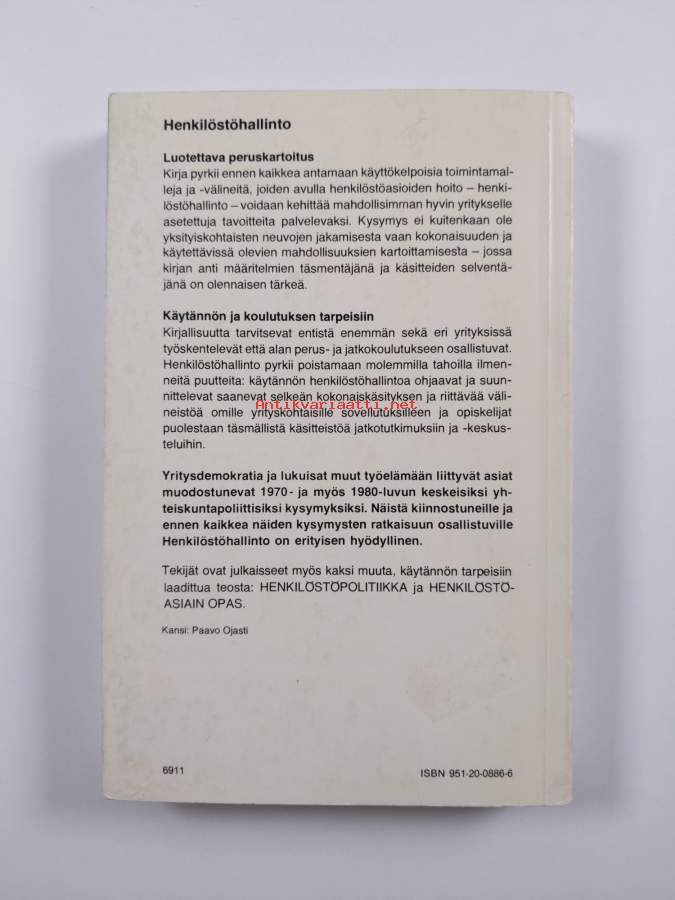 Henkilöstöhallinto
Luotettava peruskartoitus
Kirja pyrkii ennen kaikkea antamaan käyttökelpoisia toimintamal-
leja ja -välineitä, joiden avulla henkilöstöasioiden hoito – henki-
löstöhallinto – voidaan kehittää mahdollisimman hyvin yritykselle
asetettuja tavoitteita palvelevaksi. Kysymys ei kuitenkaan ole
yksityiskohtaisten neuvojen jakamisesta vaan kokonaisuuden ja
käytettävissä olevien mahdollisuuksien kartoittamisesta – jossa
kirjan anti määritelmien täsmentäjänä ja käsitteiden selventä-
jänä on olennaisen tärkeä.
Käytännön ja koulutuksen tarpeisiin
Kirjallisuutta tarvitsevat entistä enemmän sekä eri yrityksissä
työskentelevät että alan perus- ja jatkokoulutukseen osallistuvat.
Henkilöstöhallinto pyrkii poistamaan molemmilla tahoilla ilmen-
neitä puutteita: käytännön henkilöstöhallintoa ohjaavat ja suun-
nittelevat saanevat selkeän kokonaiskäsityksen ja riittävää väli-
Antikvariaatti.net
neistöä omille yrityskohtaisille sovellutuksilleen ja opiskelijat
puolestaan täsmällistä käsitteistöä jatkotutkimuksiin ja -keskus-
teluihin.
Yritysdemokratia ja lukuisat muut työelämään liittyvät asiat
muodostunevat 1970- ja myös 1980-luvun keskeisiksi yh-
teiskuntapoliittisiksi kysymyksiksi. Näistä kiinnostuneille ja
ennen kaikkea näiden kysymysten ratkaisuun osallistuville
Henkilöstöhallinto on erityisen hyödyllinen.
Tekijät ovat julkaisseet myös kaksi muuta, käytännön tarpeisiin
laadittua teosta: HENKILÖSTÖPOLITIIKKA ja HENKILÖSTÖ-
ASIAIN OPAS.
Kansi: Paavo Ojasti
6911
ISBN 951-20-0886-6